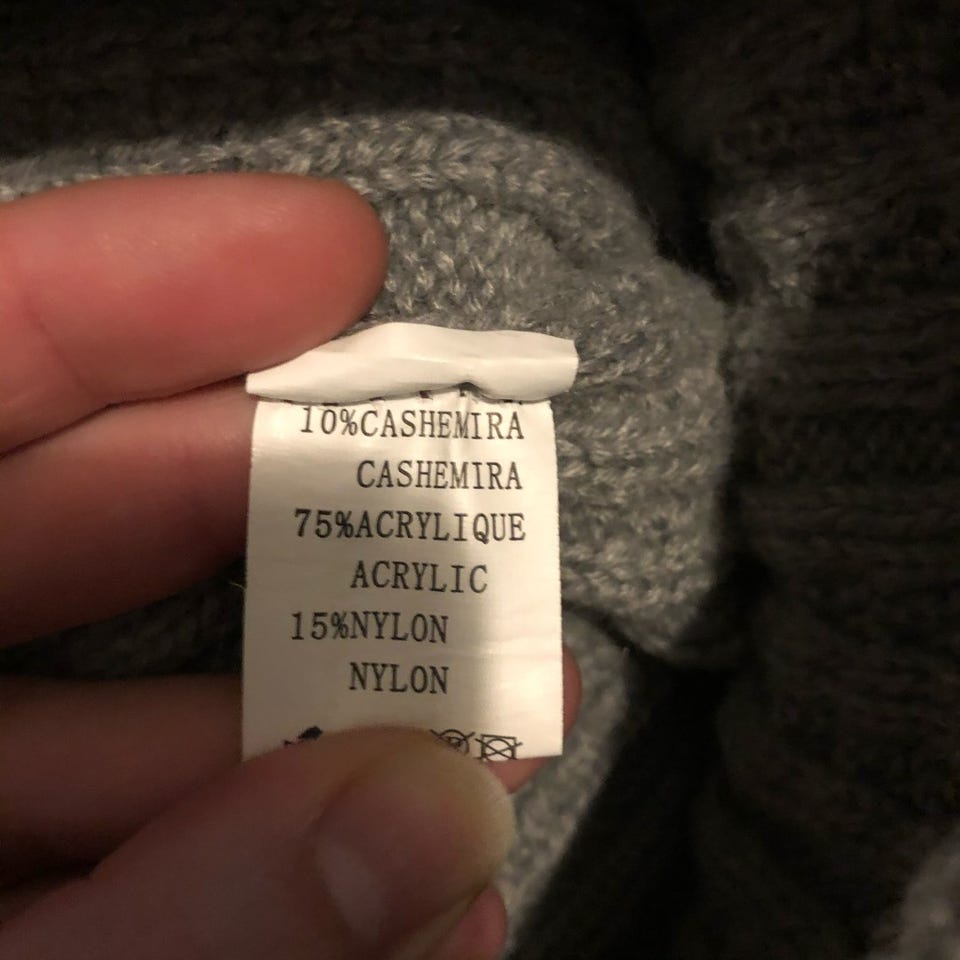 10%CASHEMIRA
CASHEMIRA
75%ACRYLIQUE
ACRYLIC
15%NYLON
NYLON